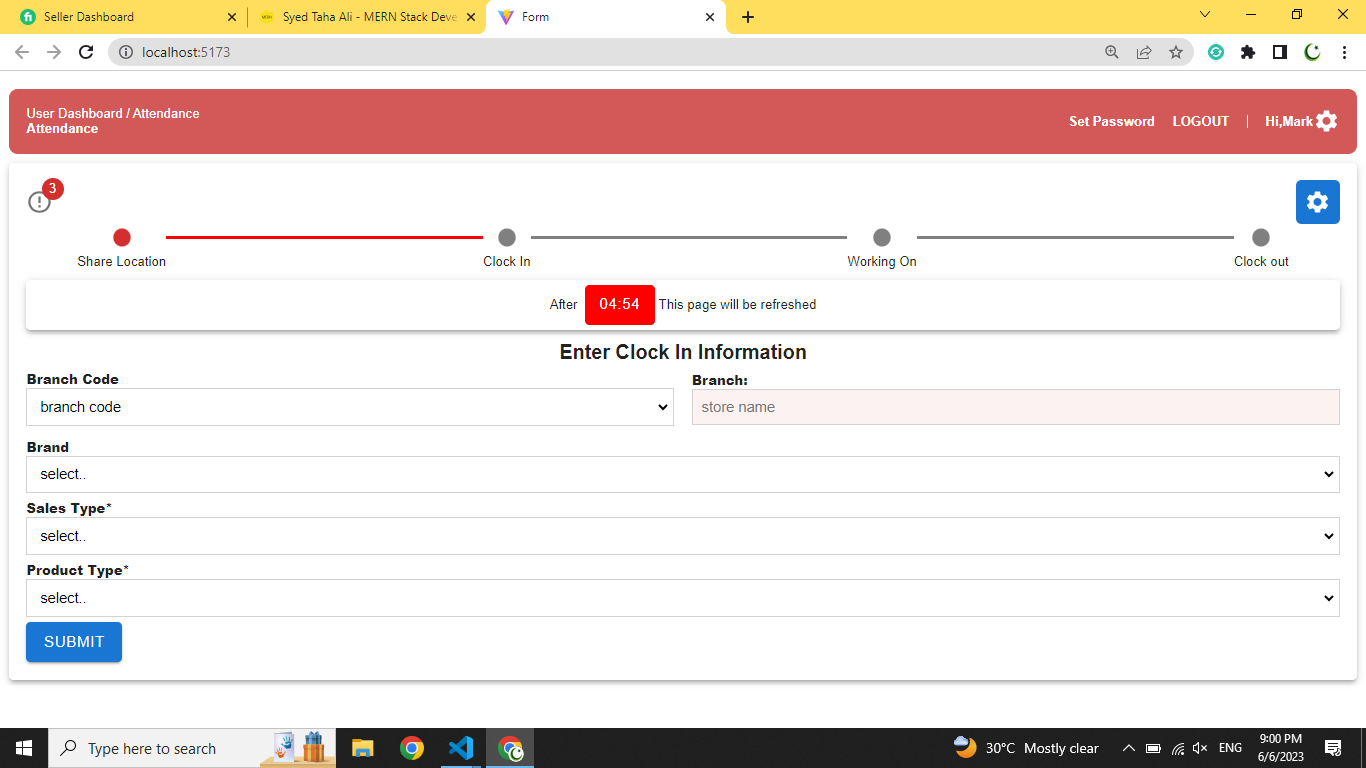 Seller Dashboard
Syed Taha Ali - MERN Stack Deve
Form
localhost:5173
User Dashboard / Attendance
Attendance
Set Password LOGOUT | Hi,Mark
3
Share Location
Clock In
Working On
Clock out
After 04:54 This page will be refreshed
Enter Clock In Information
Branch Code
branch code
Branch:
store name
Brand
select..
Sales Type*
select..
Product Type*
select..
SUBMIT
Type here to search
30°C Mostly clear
ENG
9:00 PM
6/6/2023